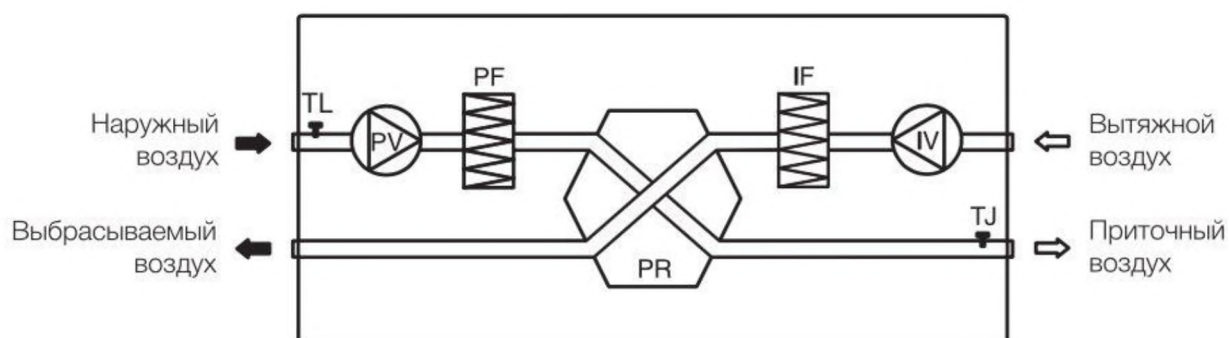 PF
IF
TL
Наружный
воздух
PV
IV
Вытяжной
воздух
Выбрасываемый
воздух
TJ
Приточный
воздух
PR